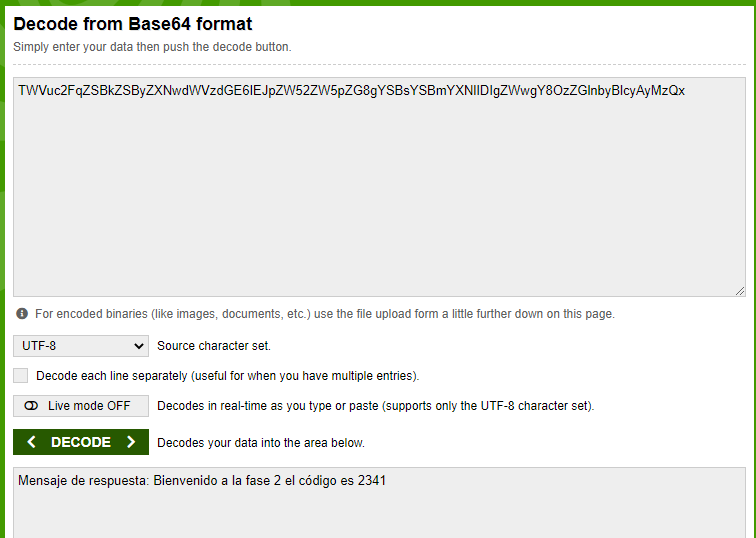 Decode from Base64 format
Simply enter your data then push the decode button.
TWVuc2FqZSBkZSByZXNwdWVzdGE6IEJpZW52ZW5pZG8gYSBsYSBmYXNlIDIgZWwgY8OzZGlnbyBlcyAyMzQx
For encoded binaries (like images, documents, etc.) use the file upload form a little further down on this page.
UTF-8 Source character set.
Decode each line separately (useful for when you have multiple entries).
Live mode OFF Decodes in real-time as you type or paste (supports only the UTF-8 character set).
DECODE Decodes your data into the area below.
Mensaje de respuesta: Bienvenido a la fase 2 el código es 2341